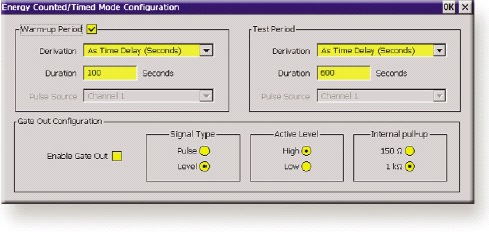 Energy Counted/Timed Mode Configuration OK ×
Warm-up Period
Derivation As Time Delay (Seconds)
Duration 100 Seconds
Pulse Source Channel 1
Test Period
Derivation As Time Delay (Seconds)
Duration 600 Seconds
Pulse Source Channel 1
Gate Out Configuration
Enable Gate Out
Signal Type
Pulse
Level
Active Level
High
Low
Internal pull-up
150 Ω
1 kΩ